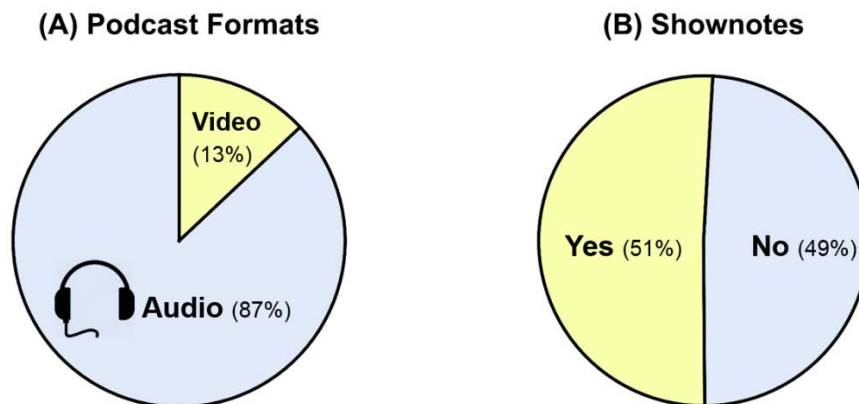 (A) Podcast Formats
Video
(13%)
Audio (87%)
(B) Shownotes
Yes (51%)
No (49%)